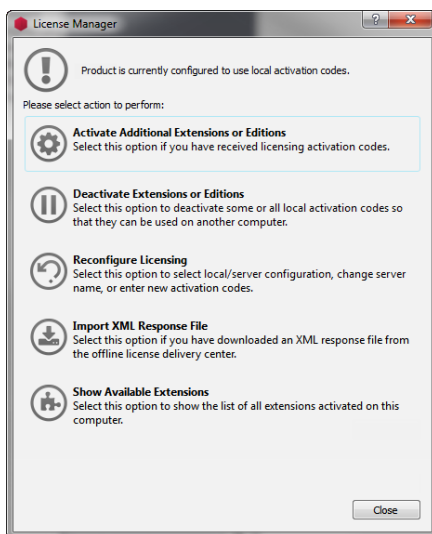 License Manager
Product is currently configured to use local activation codes.
Please select action to perform:
Activate Additional Extensions or Editions
Select this option if you have received licensing activation codes.
Deactivate Extensions or Editions
Select this option to deactivate some or all local activation codes so
that they can be used on another computer.
Reconfigure Licensing
Select this option to select local/server configuration, change server
name, or enter new activation codes.
Import XML Response File
Select this option if you have downloaded an XML response file from
the offline license delivery center.
Show Available Extensions
Select this option to show the list of all extensions activated on this
computer.
Close